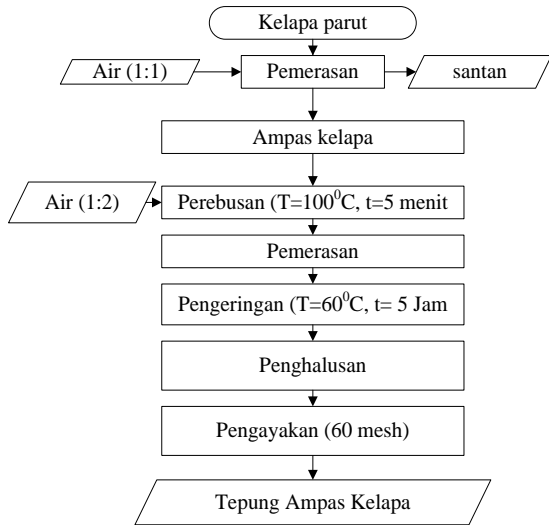 Kelapa parut
Air (1:1)
Pemerasan
santan
Ampas kelapa
Air (1:2)
Perebusan (T=100⁰C, t=5 menit
Pemerasan
Pengeringan (T=60⁰C, t= 5 Jam
Penghalusan
Pengayakan (60 mesh)
Tepung Ampas Kelapa